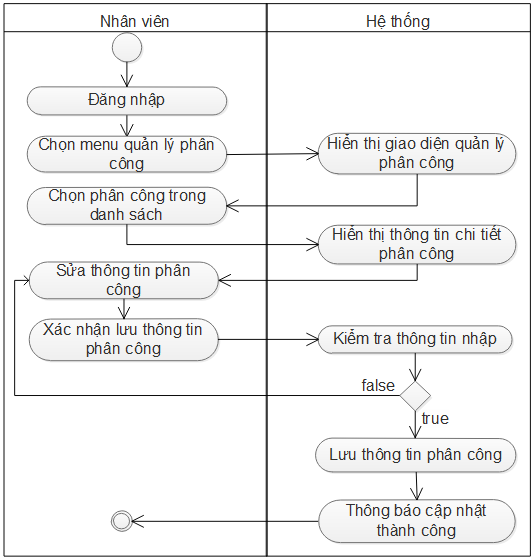 Nhân viên
Hệ thống
Đăng nhập
Chọn menu quản lý phân
công
Hiển thị giao diện quản lý
phân công
Chọn phân công trong
danh sách
Hiển thị thông tin chi tiết
phân công
Sửa thông tin phân
công
Xác nhận lưu thông tin
phân công
Kiểm tra thông tin nhập
false
true
Lưu thông tin phân công
Thông báo cập nhật
thành công